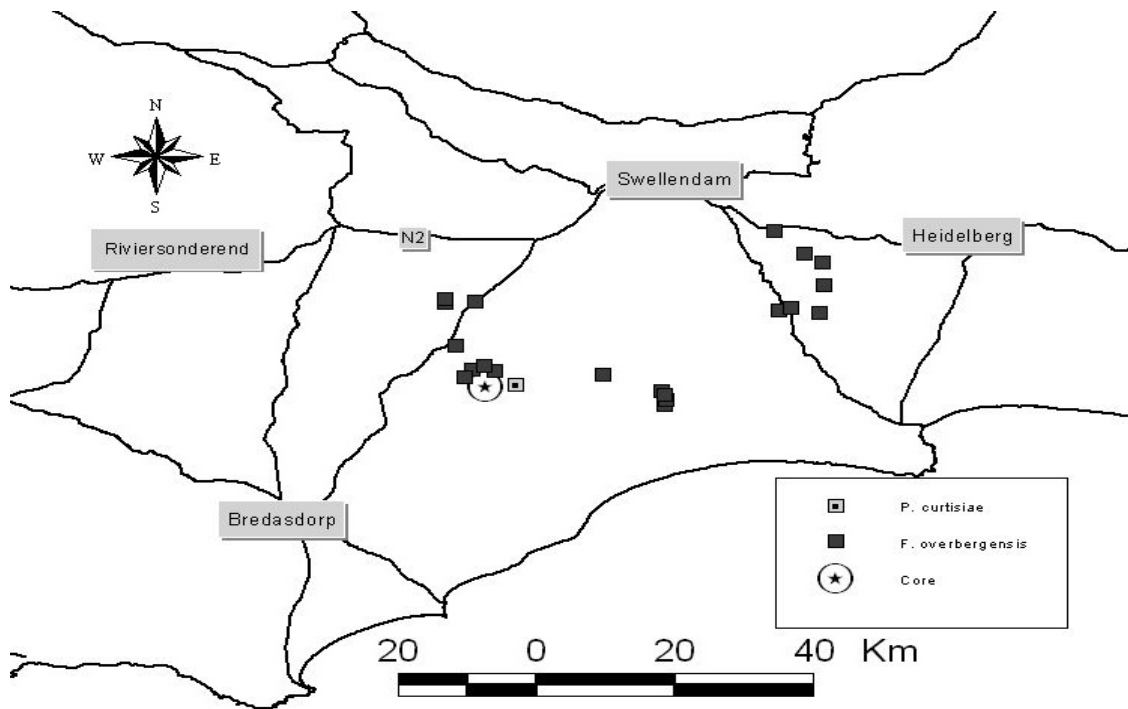 N
W E
S
Swellendam
Riviersonderend
N2
Heidelberg
Bredasdorp
P. curtisiae
F. overbergensis
Core
20 0 20 40 Km